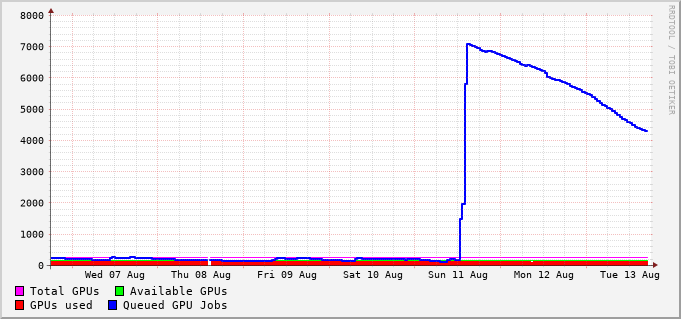 8000
7000
6000
5000
4000
3000
2000
1000
0
Wed 07 Aug Thu 08 Aug Fri 09 Aug Sat 10 Aug Sun 11 Aug Mon 12 Aug Tue 13 Aug
Total GPUs Available GPUs
GPUs used Queued GPU Jobs
RRDTOOL / TOBI OETIKER